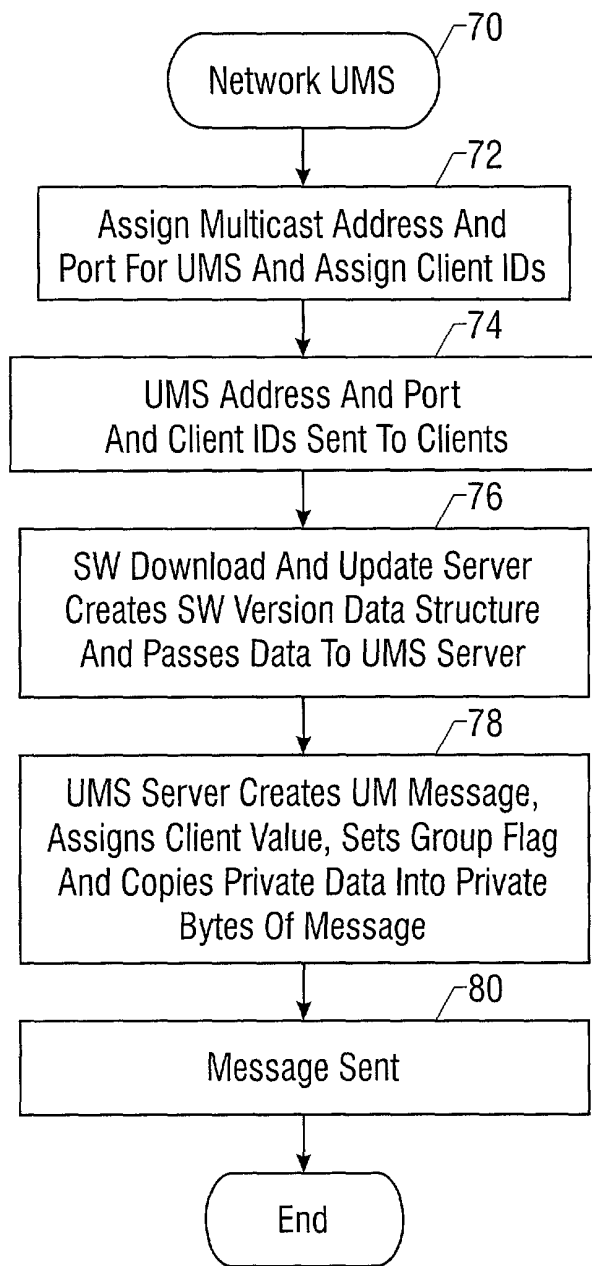 70
Network UMS
72
Assign Multicast Address And
Port For UMS And Assign Client IDs
74
UMS Address And Port
And Client IDs Sent To Clients
76
SW Download And Update Server
Creates SW Version Data Structure
And Passes Data To UMS Server
78
UMS Server Creates UM Message,
Assigns Client Value, Sets Group Flag
And Copies Private Data Into Private
Bytes Of Message
80
Message Sent
End